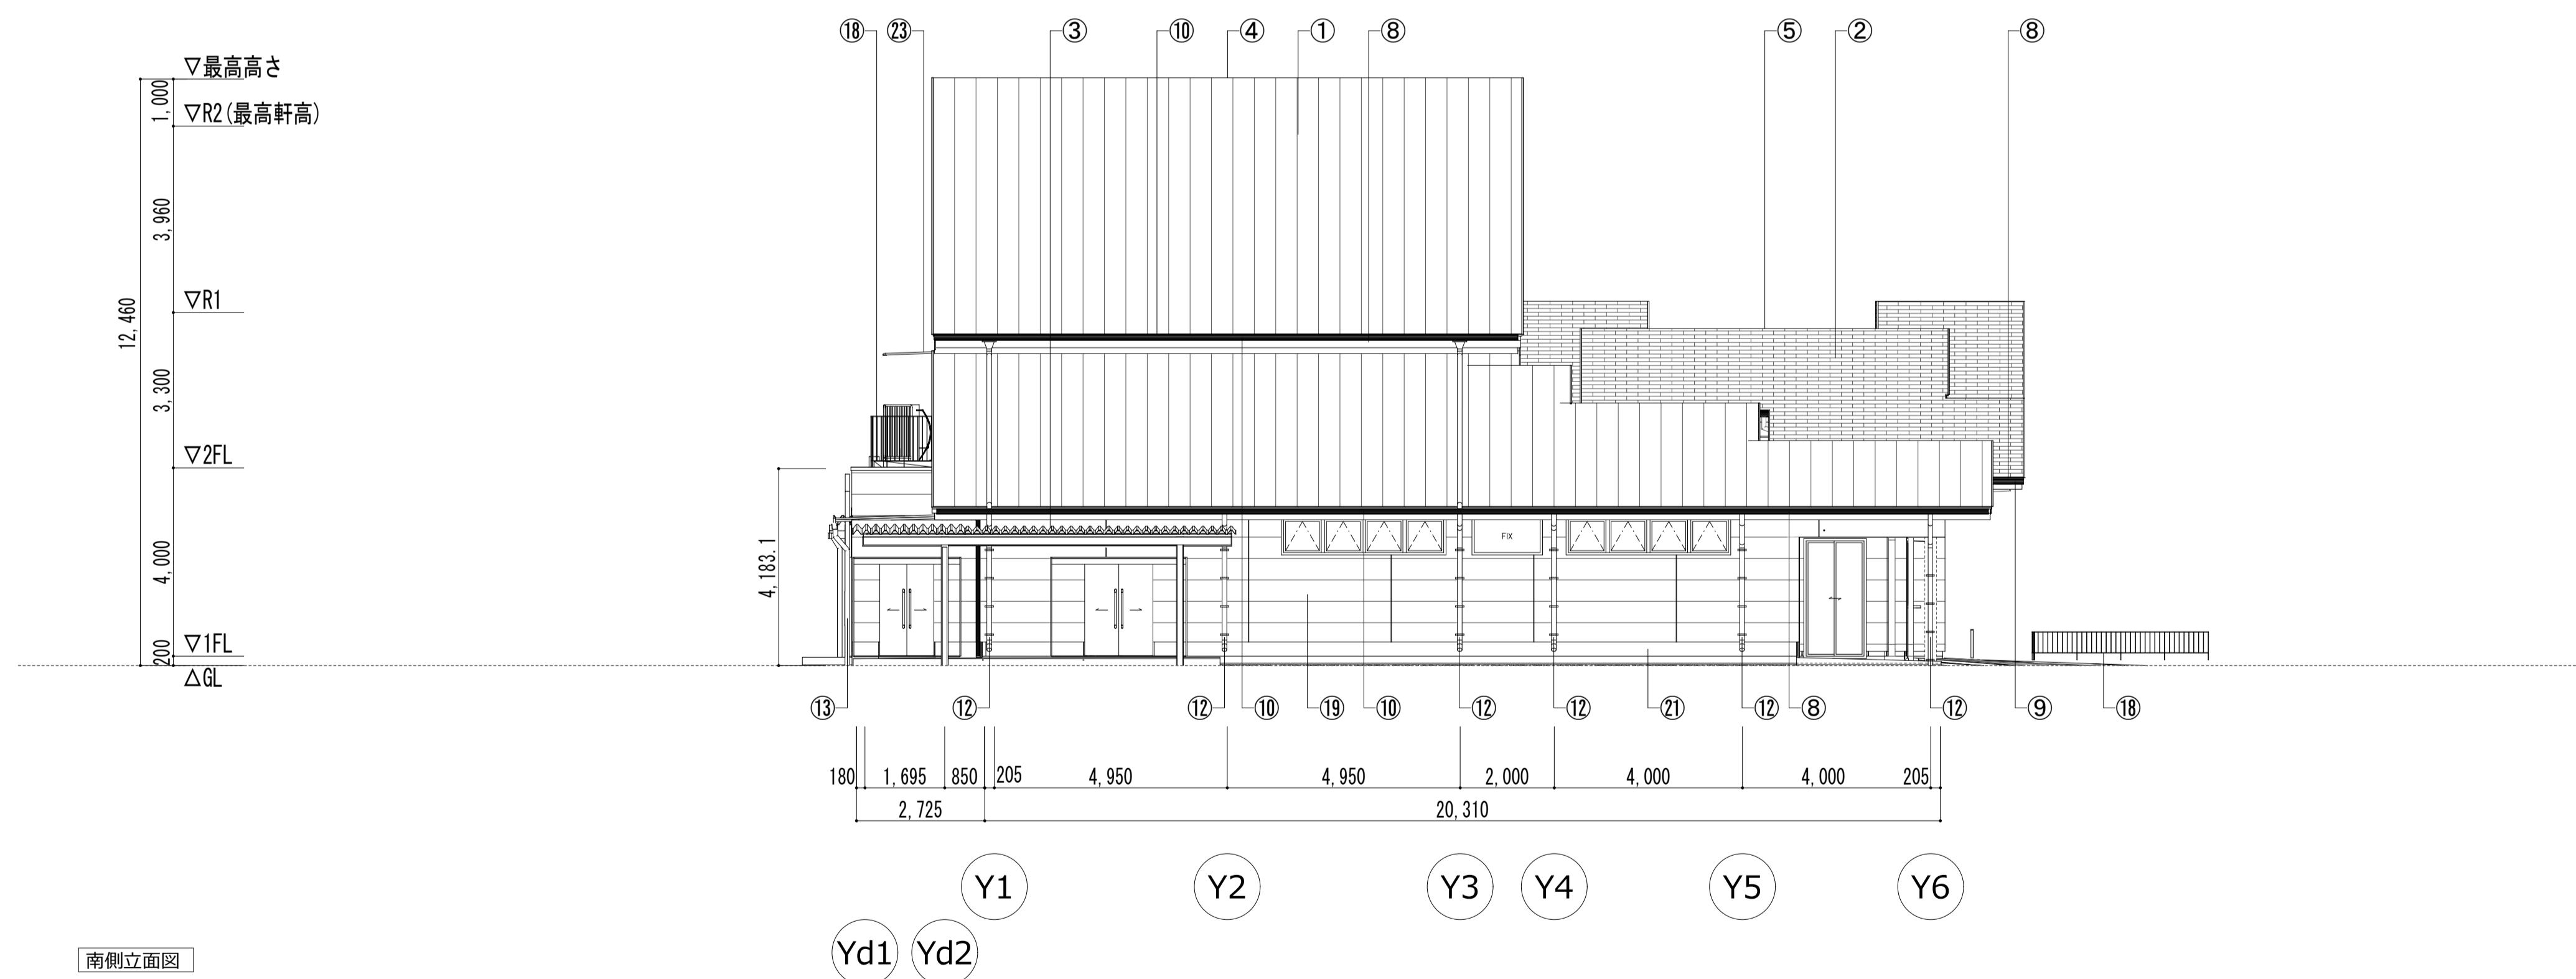 ⑱ ㉓ ③ ⑩ ④ ① ⑧ ⑤ ② ⑧
▽最高高さ
1,000
▽R2(最高軒高)
3,960
12,460
▽R1
3,300
▽2FL
4,000
4,183.1
FIX
▽1FL
200
△GL
⑬ ⑫ ⑫ ⑩ ⑲ ⑩ ⑫ ⑫ ㉑ ⑫ ⑧ ⑫ ⑨ ⑱
180 1,695 850 205 4,950 4,950 2,000 4,000 4,000 205
2,725 20,310
Y1 Y2 Y3 Y4 Y5 Y6
Yd1 Yd2
南側立面図